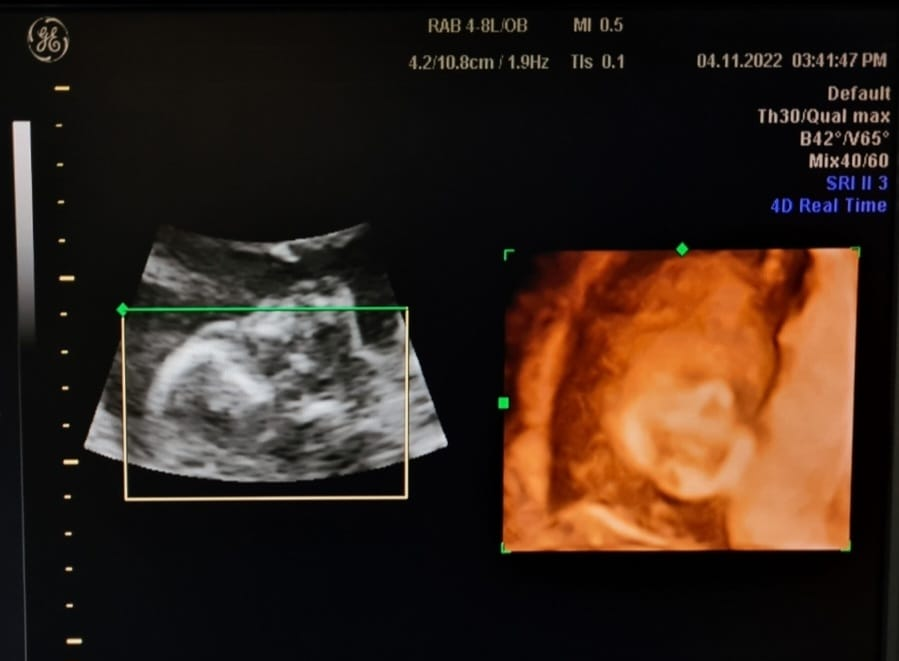 GE
RAB 4-8L/OB MI 0.5
4.2/10.8cm / 1.9Hz TIs 0.1 04.11.2022 03:41:47 PM
Default
Th30/Qual max
B42°/V65°
Mix40/60
SRI II 3
4D Real Time